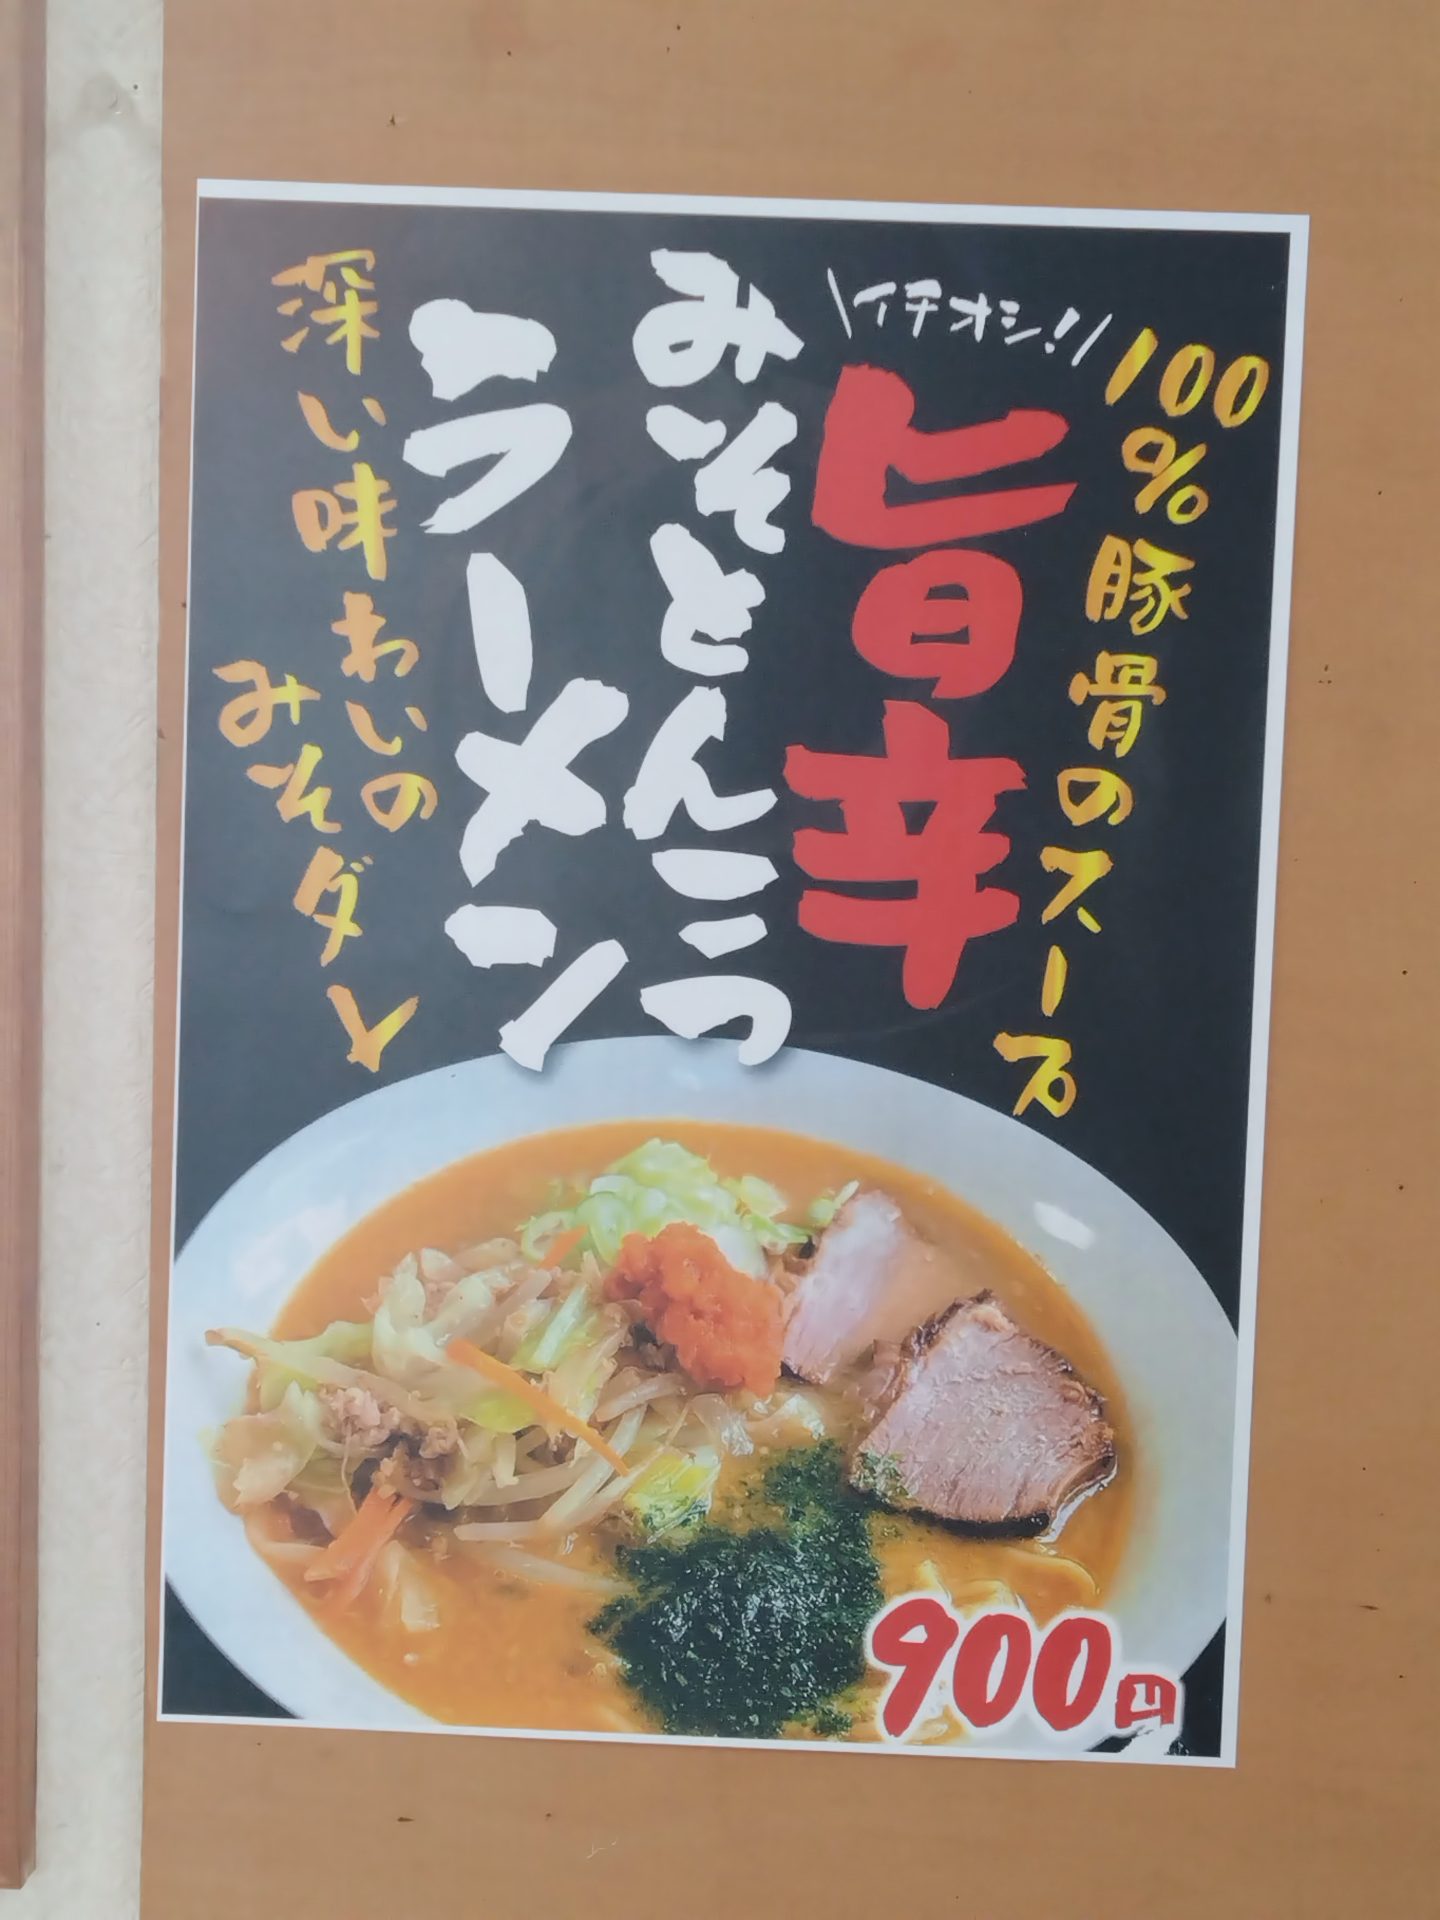 100%豚骨のスープ
\イチオシ!/
旨辛
みそとんこつ
ラーメン
深い味わいの
みそダレ
900円